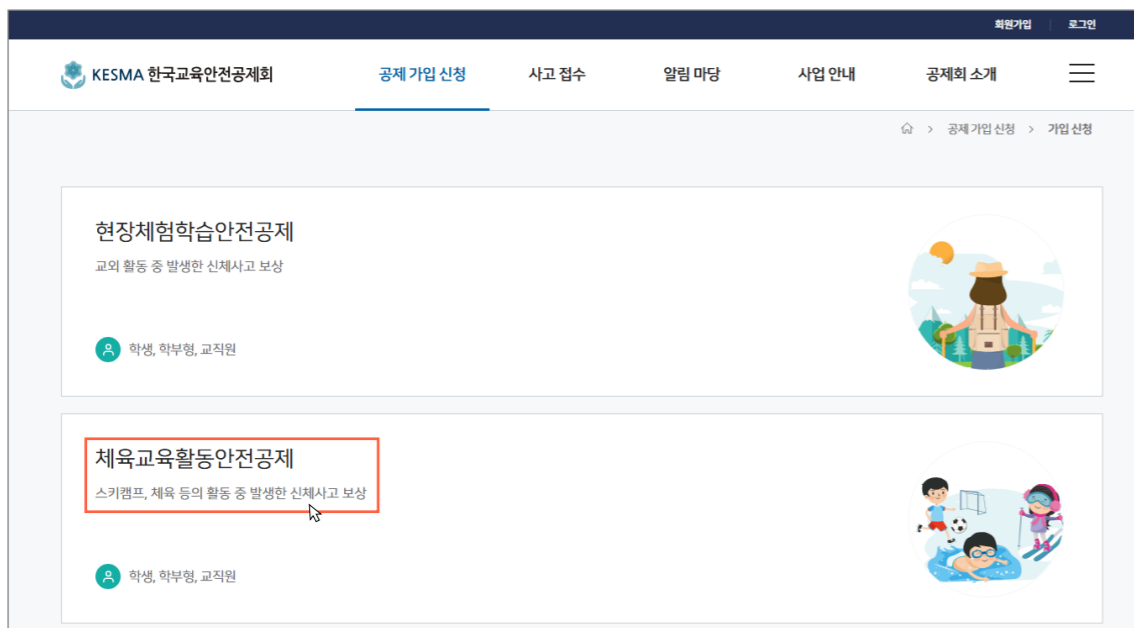 회원가입 로그인
KESMA 한국교육안전공제회 공제 가입 신청 사고 접수 알림 마당 사업 안내 공제회 소개
> 공제 가입 신청 > 가입 신청
현장체험학습안전공제
교외 활동 중 발생한 신체사고 보상
학생, 학부형, 교직원
체육교육활동안전공제
스키캠프, 체육 등의 활동 중 발생한 신체사고 보상
학생, 학부형, 교직원